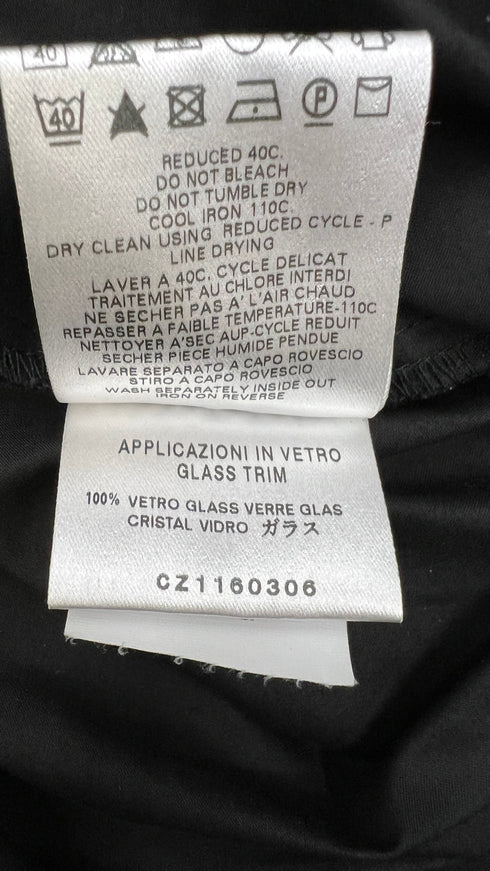 40
40
P
REDUCED 40C.
DO NOT BLEACH
DO NOT TUMBLE DRY
COOL IRON 110C.
DRY CLEAN USING REDUCED CYCLE - P
LINE DRYING
LAVER A 40C. CYCLE DELICAT
TRAITEMENT AU CHLORE INTERDI
NE SECHER PAS A'L'AIR CHAUD
REPASSER A FAIBLE TEMPERATURE-110C
NETTOYER A'SEC AUP-CYCLE REDUIT
SECHER PIECE HUMIDE PENDUE
LAVARE SEPARATO A CAPO ROVESCIO
STIRO A CAPO ROVESCIO
WASH SEPARATELY INSIDE OUT
IRON ON REVERSE
APPLICAZIONI IN VETRO
GLASS TRIM
100% VETRO GLASS VERRE GLAS
CRISTAL VIDRO ガラス
CZ1160306